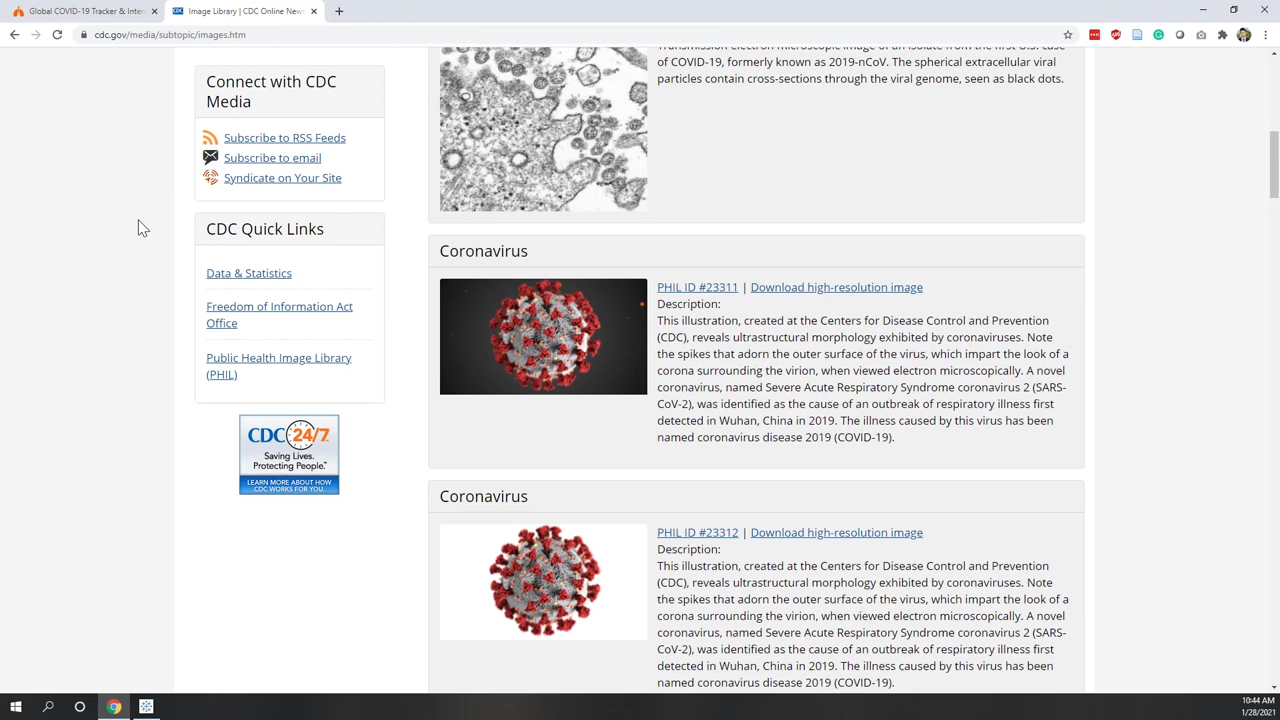 Global COVID-19 Tracker & Inter
Image Library | CDC Online News
cdc.gov/media/subtopic/images.htm
Connect with CDC
Media
Subscribe to RSS Feeds
Subscribe to email
Syndicate on Your Site
CDC Quick Links
Data & Statistics
Freedom of Information Act
Office
Public Health Image Library
(PHIL)
CDC 24/7
Saving Lives.
Protecting People.™
LEARN MORE ABOUT HOW
CDC WORKS FOR YOU.
Transmission electron microscopic image of an isolate from the first U.S. case
of COVID-19, formerly known as 2019-nCoV. The spherical extracellular viral
particles contain cross-sections through the viral genome, seen as black dots.
Coronavirus
PHIL ID #23311 | Download high-resolution image
Description:
This illustration, created at the Centers for Disease Control and Prevention
(CDC), reveals ultrastructural morphology exhibited by coronaviruses. Note
the spikes that adorn the outer surface of the virus, which impart the look of a
corona surrounding the virion, when viewed electron microscopically. A novel
coronavirus, named Severe Acute Respiratory Syndrome coronavirus 2 (SARS-
CoV-2), was identified as the cause of an outbreak of respiratory illness first
detected in Wuhan, China in 2019. The illness caused by this virus has been
named coronavirus disease 2019 (COVID-19).
Coronavirus
PHIL ID #23312 | Download high-resolution image
Description:
This illustration, created at the Centers for Disease Control and Prevention
(CDC), reveals ultrastructural morphology exhibited by coronaviruses. Note
the spikes that adorn the outer surface of the virus, which impart the look of a
corona surrounding the virion, when viewed electron microscopically. A novel
coronavirus, named Severe Acute Respiratory Syndrome coronavirus 2 (SARS-
CoV-2), was identified as the cause of an outbreak of respiratory illness first
detected in Wuhan, China in 2019. The illness caused by this virus has been
named coronavirus disease 2019 (COVID-19).
10:44 AM
1/28/2021